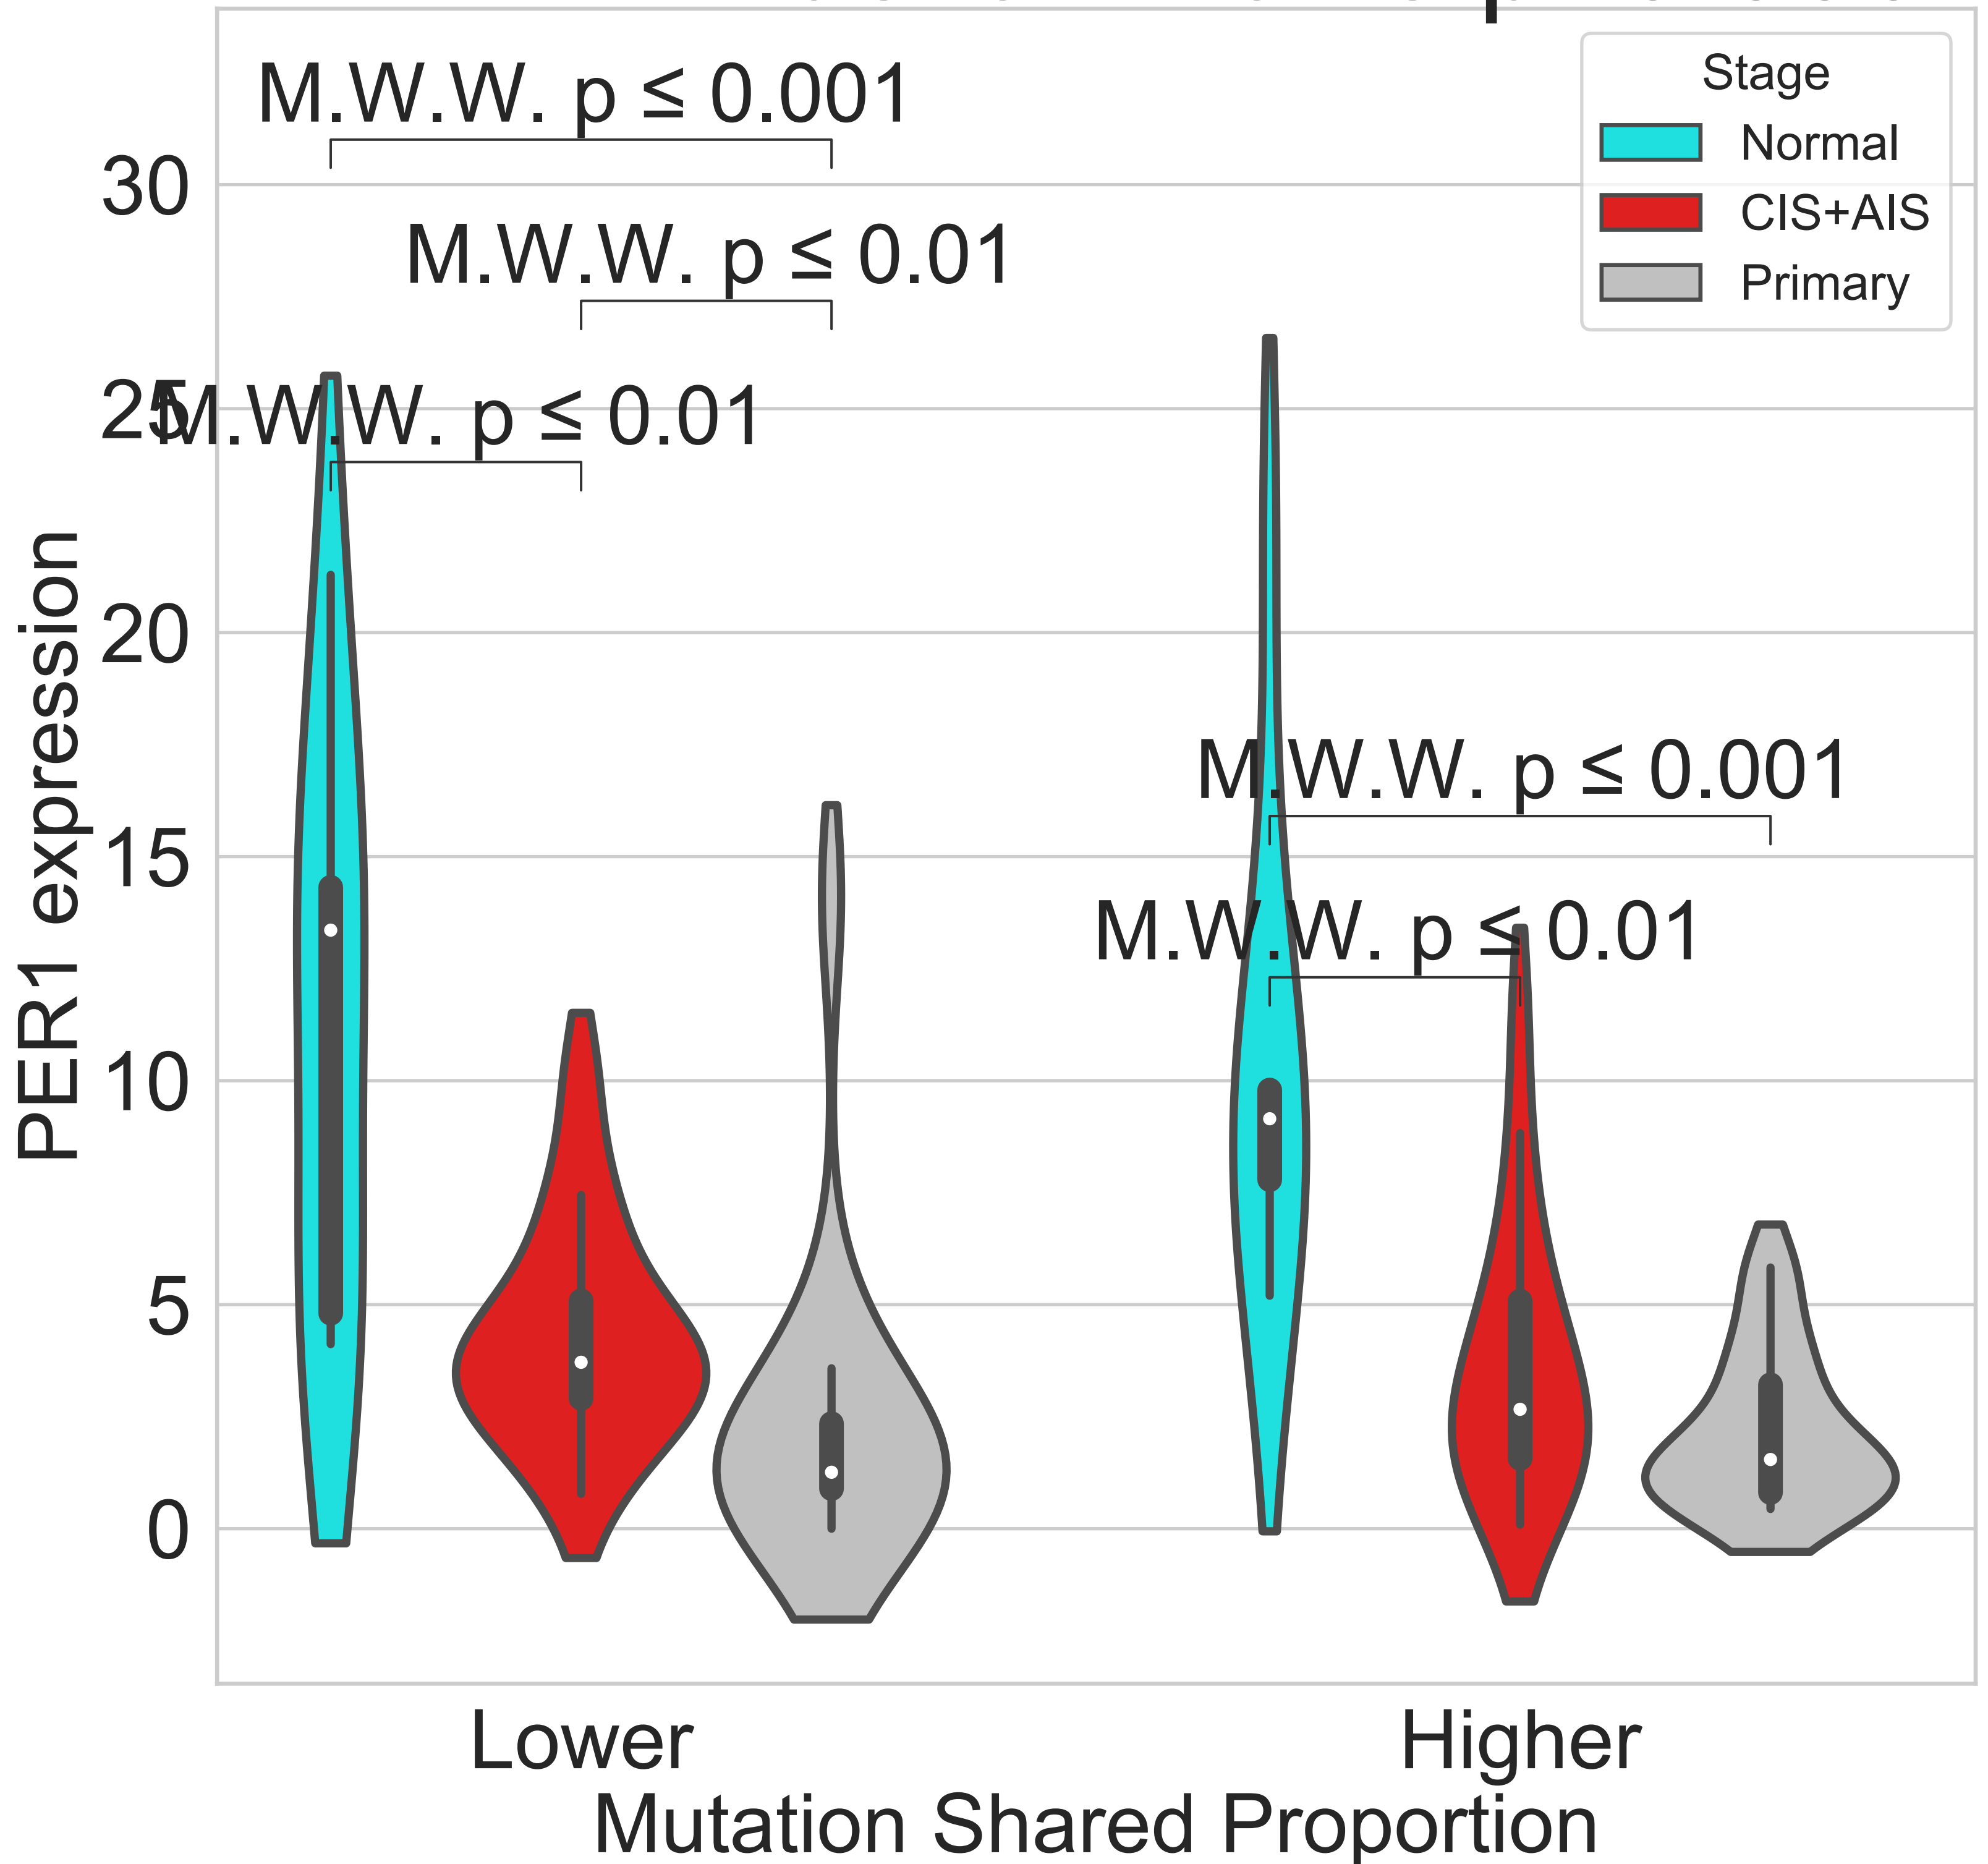 M.W.W. p ≤ 0.001
Stage
Normal
CIS+AIS
Primary
30
M.W.W. p ≤ 0.01
25
M.W.W. p ≤ 0.01
20
M.W.W. p ≤ 0.001
15
M.W.W. p ≤ 0.01
10
5
0
PER1 expression
Lower
Higher
Mutation Shared Proportion